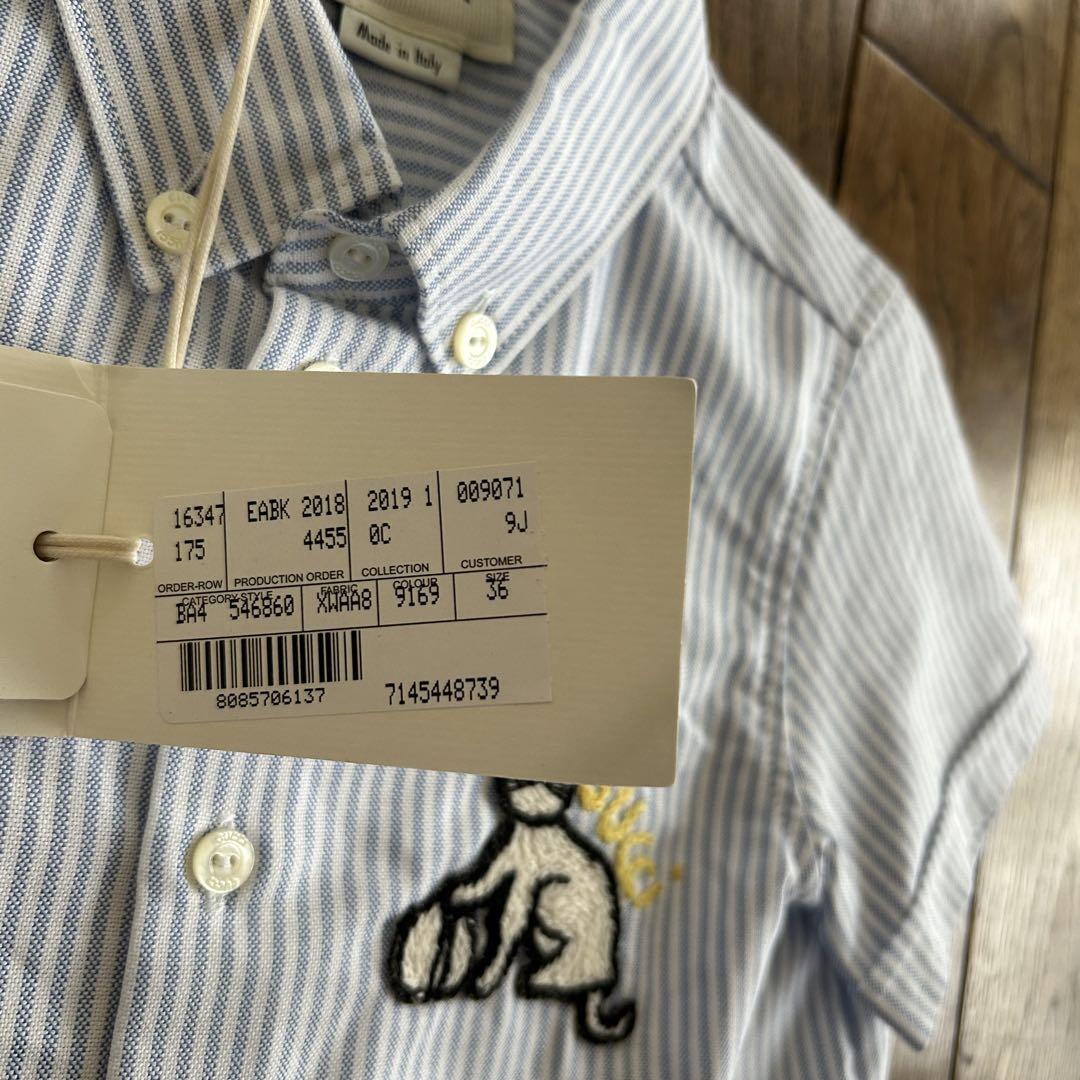 Made in Italy
16347 EABK 2018 2019 1 009071
175 4455 0C 9J
ORDER-ROW PRODUCTION ORDER COLLECTION CUSTOMER
CATEGORY STYLE FABRIC COLOUR SIZE
BA4 546860 XWAA8 9169 36
8085706137 7145448739
GUCCI